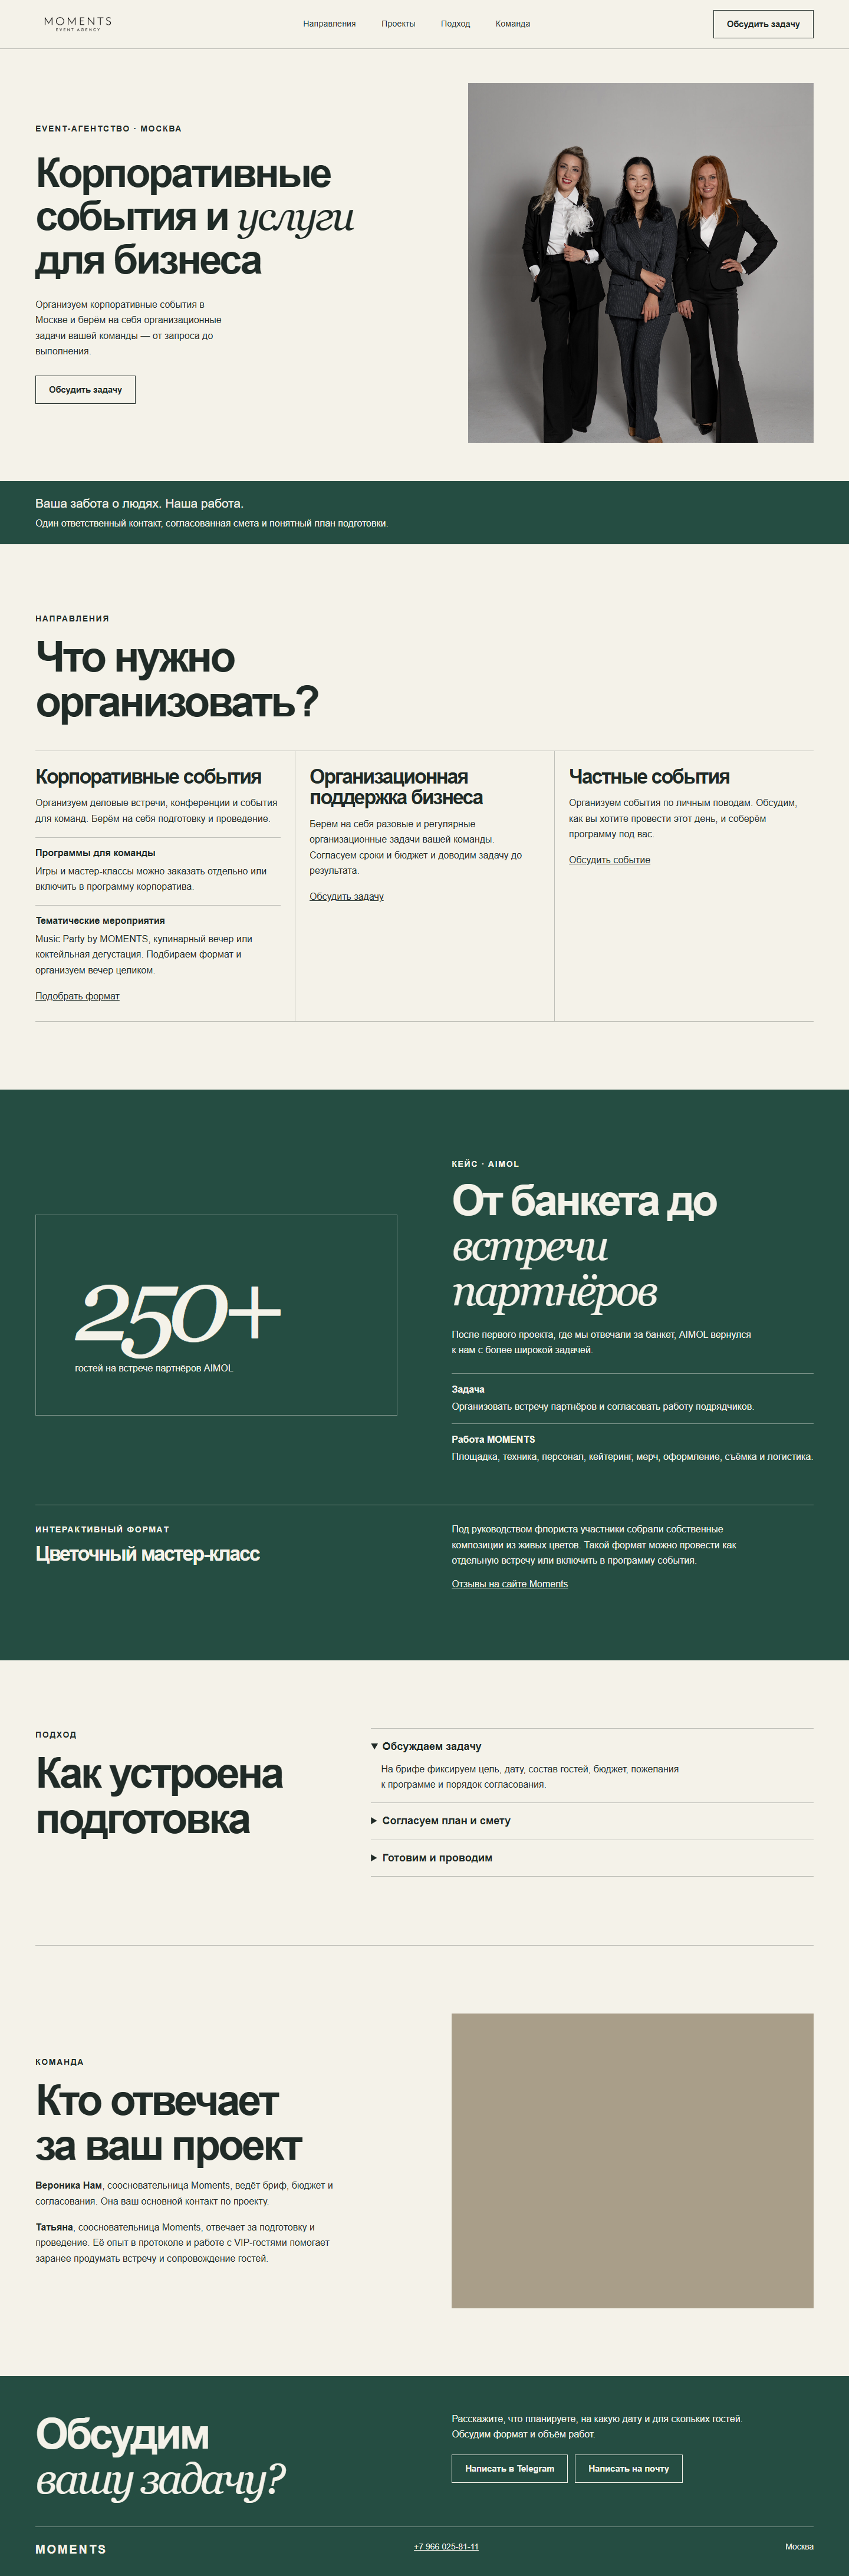 MOMENTS
EVENT AGENCY
Направления
Проекты
Подход
Команда
Обсудить задачу
EVENT-АГЕНТСТВО · МОСКВА
Корпоративные
события и услуги
для бизнеса
Организуем корпоративные события в
Москве и берём на себя организационные
задачи вашей команды — от запроса до
выполнения.
Обсудить задачу
Ваша забота о людях. Наша работа.
Один ответственный контакт, согласованная смета и понятный план подготовки.
НАПРАВЛЕНИЯ
Что нужно
организовать?
Корпоративные события
Организуем деловые встречи, конференции и события
для команд. Берём на себя подготовку и проведение.
Программы для команды
Игры и мастер-классы можно заказать отдельно или
включить в программу корпоратива.
Тематические мероприятия
Music Party by MOMENTS, кулинарный вечер или
коктейльная дегустация. Подбираем формат и
организуем вечер целиком.
Подобрать формат
Организационная
поддержка бизнеса
Берём на себя разовые и регулярные
организационные задачи вашей команды.
Согласуем сроки и бюджет и доводим задачу до
результата.
Обсудить задачу
Частные события
Организуем события по личным поводам. Обсудим,
как вы хотите провести этот день, и соберём
программу под вас.
Обсудить событие
250+
гостей на встрече партнёров AIMOL
КЕЙС · AIMOL
От банкета до
встречи
партнёров
После первого проекта, где мы отвечали за банкет, AIMOL вернулся
к нам с более широкой задачей.
Задача
Организовать встречу партнёров и согласовать работу подрядчиков.
Работа MOMENTS
Площадка, техника, персонал, кейтеринг, мерч, оформление, съёмка и логистика.
ИНТЕРАКТИВНЫЙ ФОРМАТ
Цветочный мастер-класс
Под руководством флориста участники собрали собственные
композиции из живых цветов. Такой формат можно провести как
отдельную встречу или включить в программу события.
Отзывы на сайте Moments
ПОДХОД
Как устроена
подготовка
Обсуждаем задачу
На брифе фиксируем цель, дату, состав гостей, бюджет, пожелания
к программе и порядок согласования.
Согласуем план и смету
Готовим и проводим
КОМАНДА
Кто отвечает
за ваш проект
Вероника Нам, сооснοвательница Moments, ведёт бриф, бюджет и
согласования. Она ваш основной контакт по проекту.
Татьяна, сооснοвательница Moments, отвечает за подготовку и
проведение. Её опыт в протоколе и работе с VIP-гостями помогает
заранее продумать встречу и сопровождение гостей.
Обсудим
вашу задачу?
Расскажите, что планируете, на какую дату и для скольких гостей.
Обсудим формат и объём работ.
Написать в Telegram
Написать на почту
MOMENTS
+7 966 025-81-11
Москва